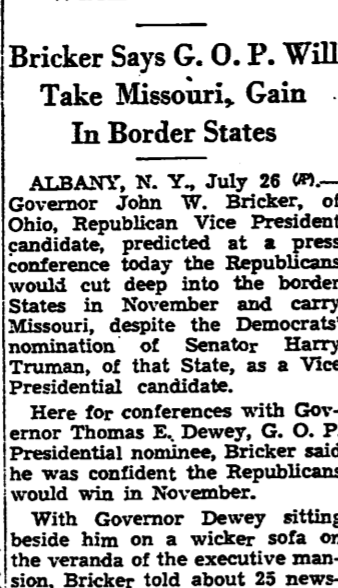 Bricker Says G. O. P. Will
Take Missouri, Gain
In Border States
ALBANY, N. Y., July 26 (AP).—
Governor John W. Bricker, of
Ohio, Republican Vice President
candidate, predicted at a press
conference today the Republicans
would cut deep into the border
States in November and carry
Missouri, despite the Democrats'
nomination of Senator Harry
Truman, of that State, as a Vice
Presidential candidate.
Here for conferences with Gov-
ernor Thomas E. Dewey, G. O. P.
Presidential nominee, Bricker said
he was confident the Republicans
would win in November.
With Governor Dewey sitting
beside him on a wicker sofa on
the veranda of the executive man-
sion, Bricker told about 25 news-